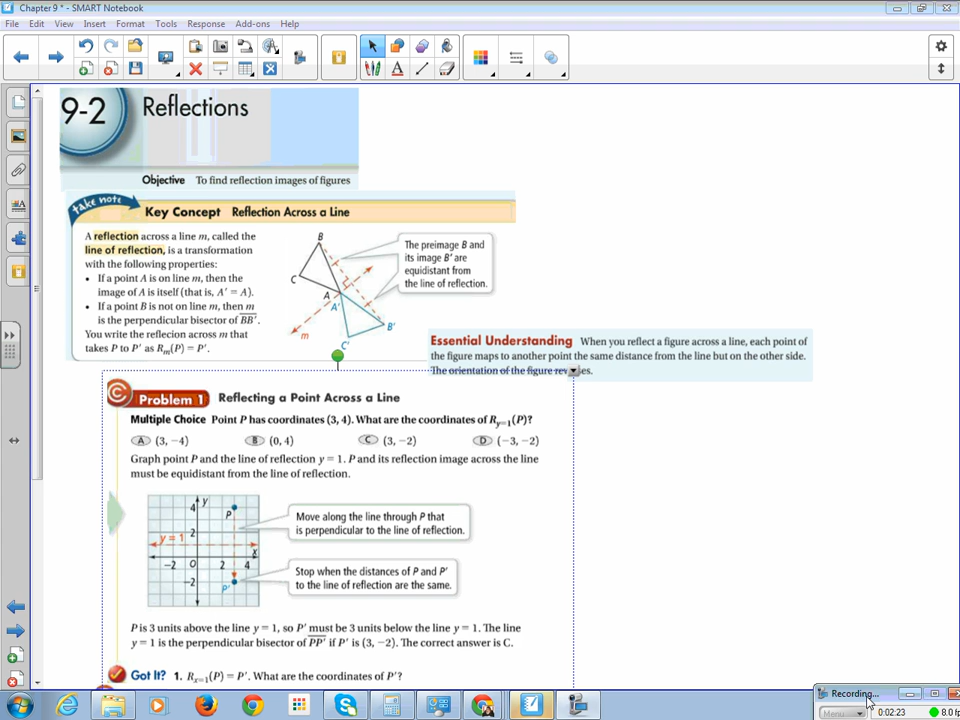 Chapter 9 * - SMART Notebook
File Edit View Insert Format Tools Response Add-ons Help
9-2 Reflections
Objective To find reflection images of figures
take note
Key Concept Reflection Across a Line
A reflection across a line m, called the
line of reflection, is a transformation
with the following properties:
• If a point A is on line m, then the
image of A is itself (that is, A′ = A).
• If a point B is not on line m, then m
is the perpendicular bisector of BB′.
You write the reflecion across m that
takes P to P′ as Rm(P) = P′.
B
C
A
A′
B′
C′
m
The preimage B and
its image B′ are
equidistant from
the line of reflection.
Essential Understanding When you reflect a figure across a line, each point of
the figure maps to another point the same distance from the line but on the other side.
The orientation of the figure
Problem 1 Reflecting a Point Across a Line
Multiple Choice Point P has coordinates (3, 4). What are the coordinates of Ry=1(P)?
A (3, −4) B (0, 4) C (3, −2) D (−3, −2)
Graph point P and the line of reflection y = 1. P and its reflection image across the line
must be equidistant from the line of reflection.
4 y
P
y = 1 2
x
−2 O 2 4
−2 P′
Move along the line through P that
is perpendicular to the line of reflection.
Stop when the distances of P and P′
to the line of reflection are the same.
P is 3 units above the line y = 1, so P′ must be 3 units below the line y = 1. The line
y = 1 is the perpendicular bisector of PP′ if P′ is (3, −2). The correct answer is C.
Got It? 1. Rx=1(P) = P′. What are the coordinates of P′?
Recording...
Menu 0:02:23 8.0 fp